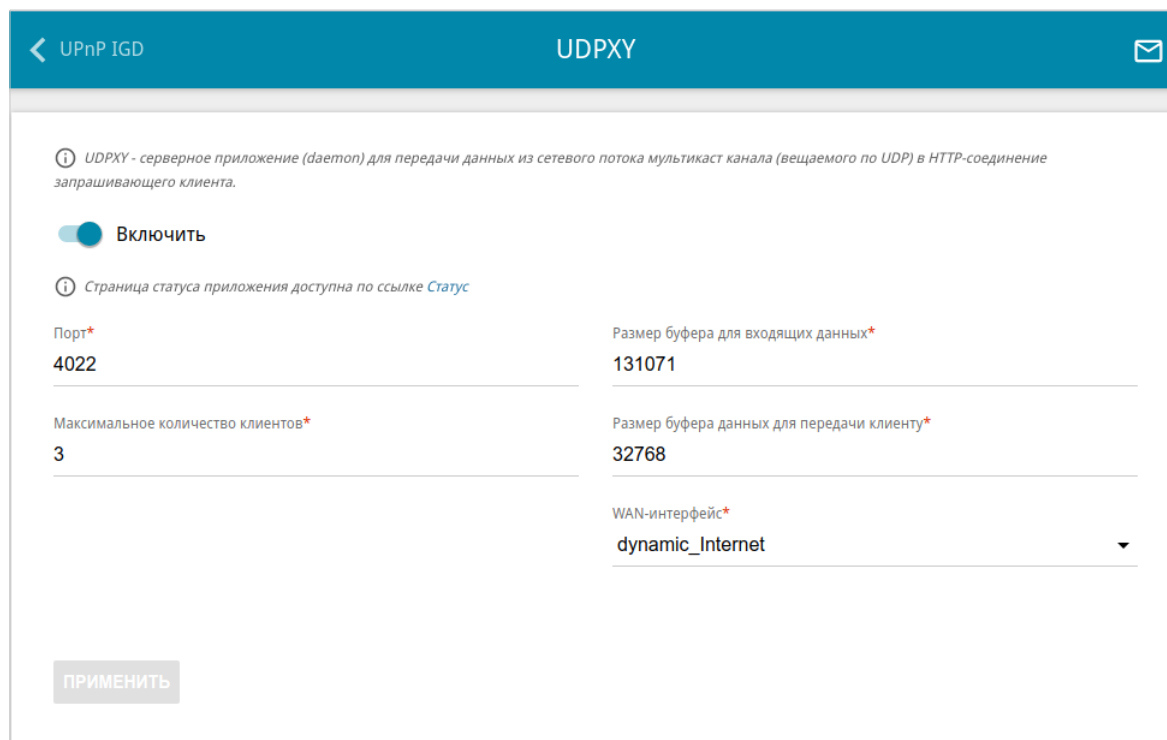 UPnP IGD
UDPXY
UDPXY - серверное приложение (daemon) для передачи данных из сетевого потока мультикаст канала (вещаемого по UDP) в HTTP-соединение
запрашивающего клиента.
Включить
Страница статуса приложения доступна по ссылке Статус
Порт*
4022
Размер буфера для входящих данных*
131071
Максимальное количество клиентов*
3
Размер буфера данных для передачи клиенту*
32768
WAN-интерфейс*
dynamic_Internet
ПРИМЕНИТЬ